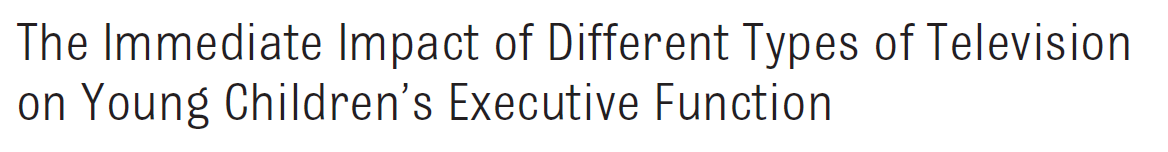 The Immediate Impact of Different Types of Television
on Young Children’s Executive Function